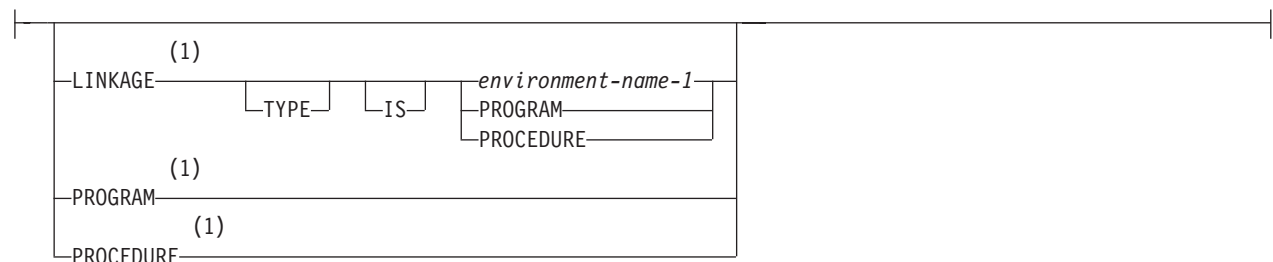 (1)
LINKAGE environment-name-1
TYPE IS PROGRAM
PROCEDURE
(1)
PROGRAM
(1)
PROCEDURE